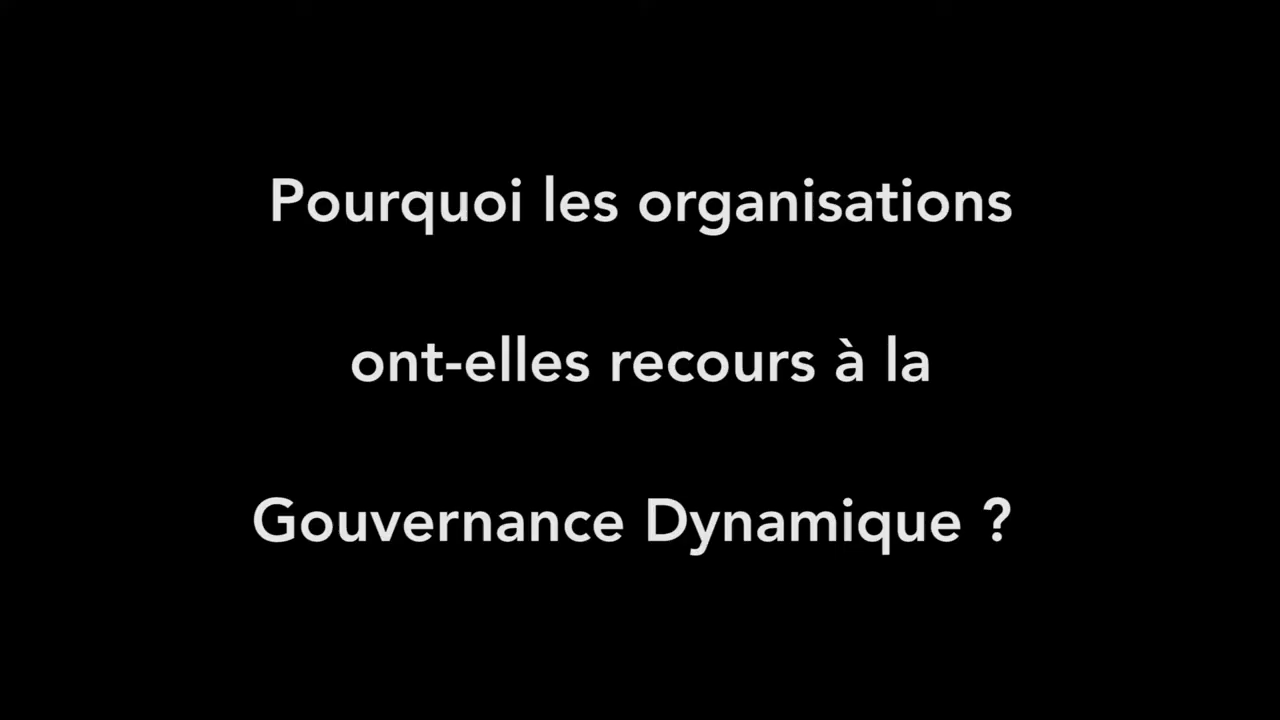 Pourquoi les organisations
ont-elles recours à la
Gouvernance Dynamique ?